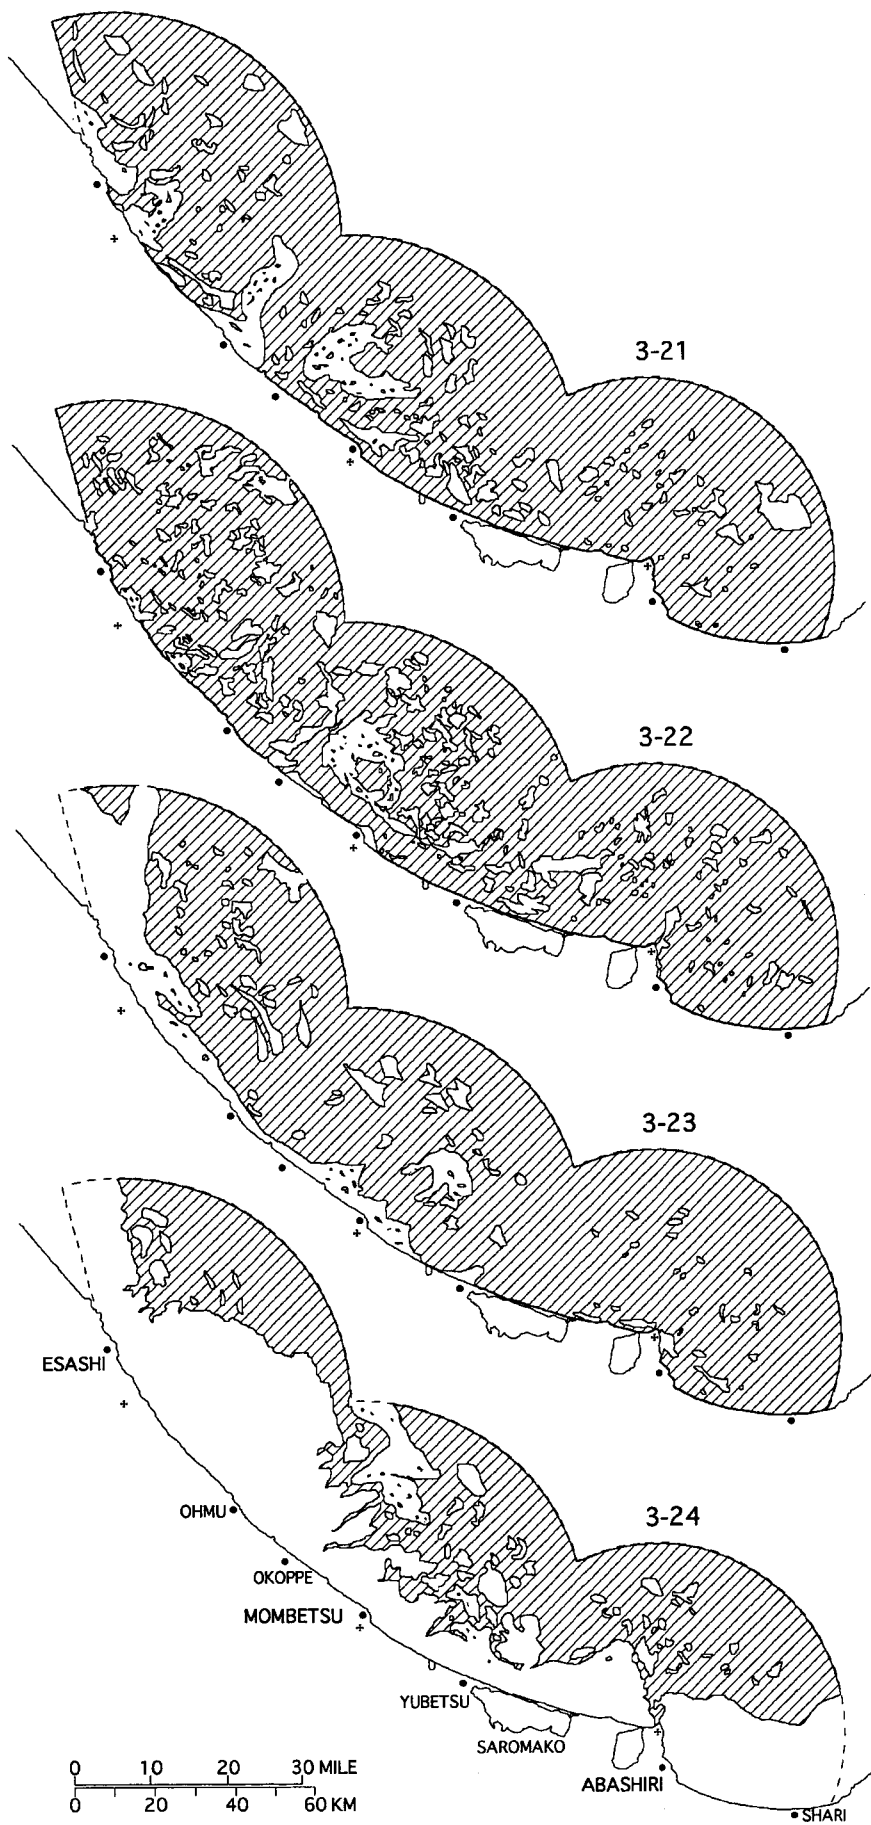 3-21
3-22
3-23
3-24
ESASHI
OHMU
OKOPPE
MOMBETSU
YUBETSU
SAROMAKO
ABASHIRI
SHARI
0 10 20 30 MILE
0 20 40 60 KM